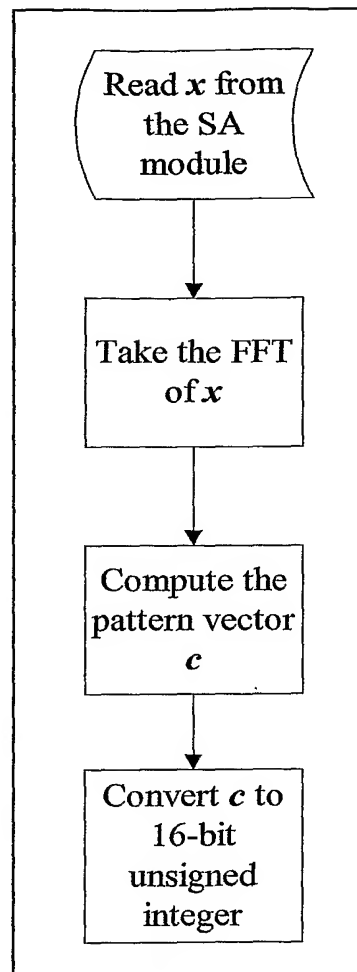 Read x from
the SA
module
Take the FFT
of x
Compute the
pattern vector
c
Convert c to
16-bit
unsigned
integer